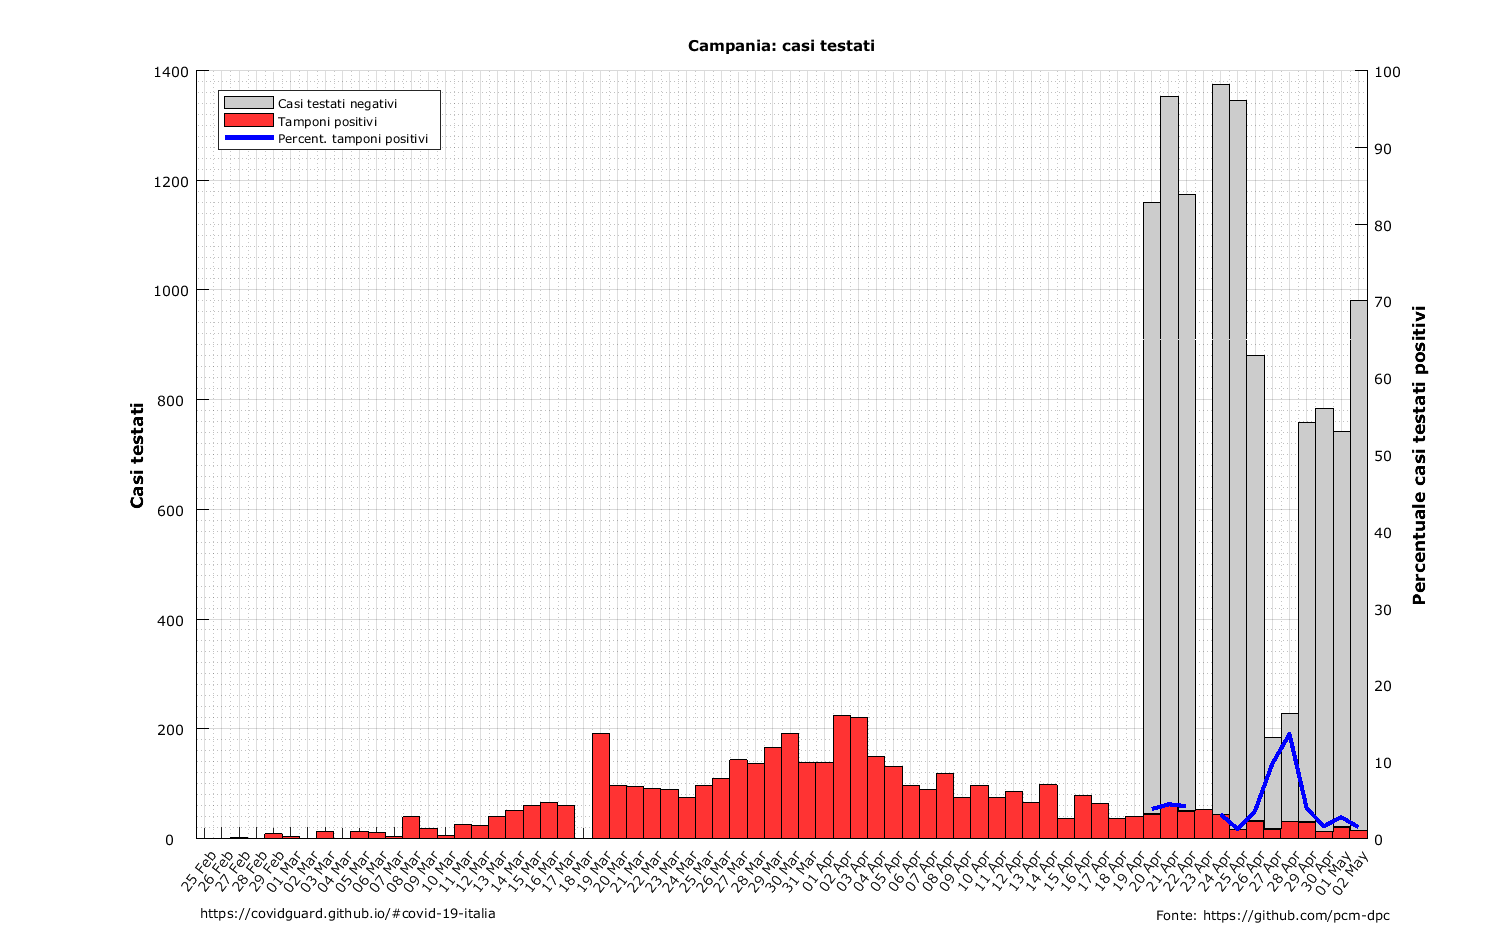 Campania: casi testati
Casi testati negativi
Tamponi positivi
Percent. tamponi positivi
Casi testati
1400
1200
1000
800
600
400
200
0
100
90
80
70
60
50
40
30
20
10
0
Percentuale casi testati positivi
25 Feb
26 Feb
27 Feb
28 Feb
29 Feb
01 Mar
02 Mar
03 Mar
04 Mar
05 Mar
06 Mar
07 Mar
08 Mar
09 Mar
10 Mar
11 Mar
12 Mar
13 Mar
14 Mar
15 Mar
16 Mar
17 Mar
18 Mar
19 Mar
20 Mar
21 Mar
22 Mar
23 Mar
24 Mar
25 Mar
26 Mar
27 Mar
28 Mar
29 Mar
30 Mar
31 Mar
01 Apr
02 Apr
03 Apr
04 Apr
05 Apr
06 Apr
07 Apr
08 Apr
09 Apr
10 Apr
11 Apr
12 Apr
13 Apr
14 Apr
15 Apr
16 Apr
17 Apr
18 Apr
19 Apr
20 Apr
21 Apr
22 Apr
23 Apr
24 Apr
25 Apr
26 Apr
27 Apr
28 Apr
29 Apr
30 Apr
01 May
02 May
https://covidguard.github.io/#covid-19-italia
Fonte: https://github.com/pcm-dpc